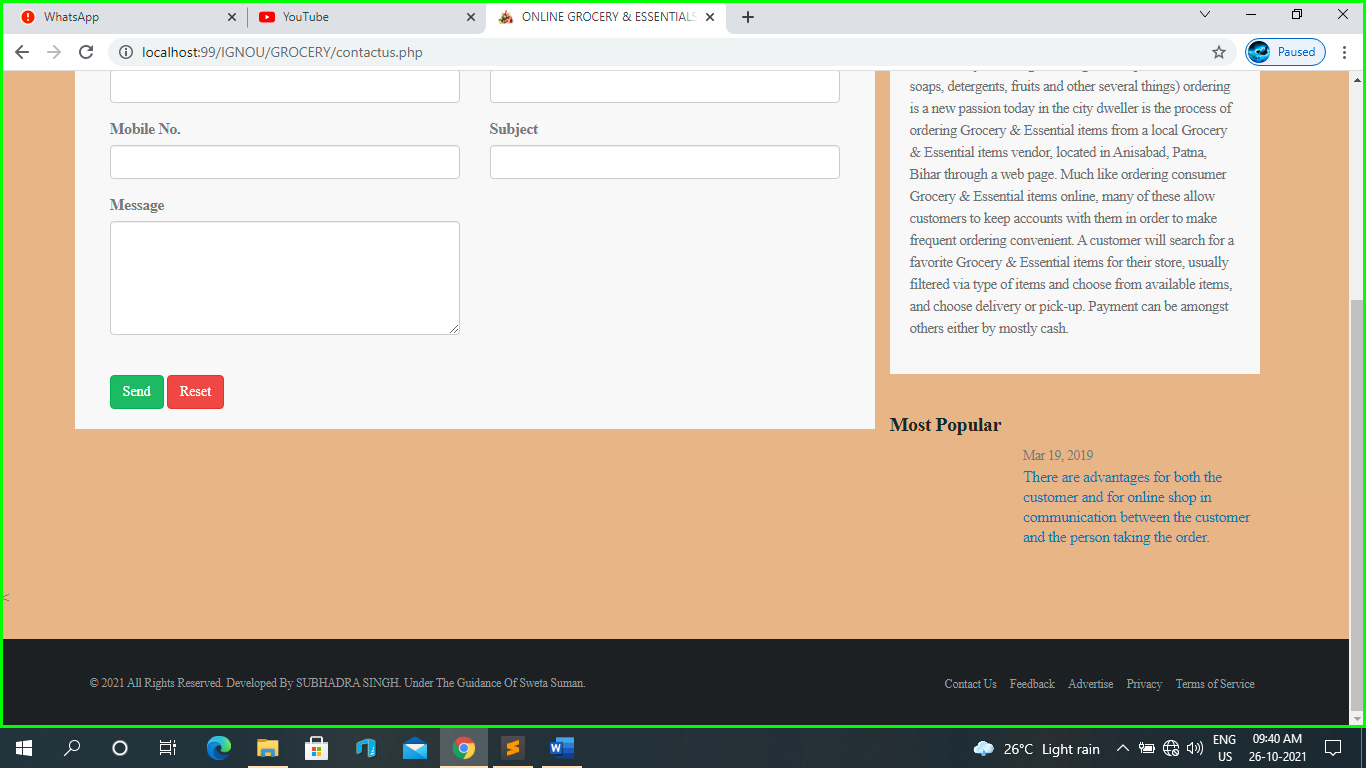 WhatsApp
YouTube
ONLINE GROCERY & ESSENTIALS
localhost:99/IGNOU/GROCERY/contactus.php
Paused
Mobile No.
Subject
Message
Send
Reset
soaps, detergents, fruits and other several things) ordering
is a new passion today in the city dweller is the process of
ordering Grocery & Essential items from a local Grocery
& Essential items vendor, located in Anisabad, Patna,
Bihar through a web page. Much like ordering consumer
Grocery & Essential items online, many of these allow
customers to keep accounts with them in order to make
frequent ordering convenient. A customer will search for a
favorite Grocery & Essential items for their store, usually
filtered via type of items and choose from available items,
and choose delivery or pick-up. Payment can be amongst
others either by mostly cash.
Most Popular
Mar 19, 2019
There are advantages for both the
customer and for online shop in
communication between the customer
and the person taking the order.
<
© 2021 All Rights Reserved. Developed By SUBHADRA SINGH. Under The Guidance Of Sweta Suman.
Contact Us Feedback Advertise Privacy Terms of Service
26°C Light rain
ENG
US
09:40 AM
26-10-2021